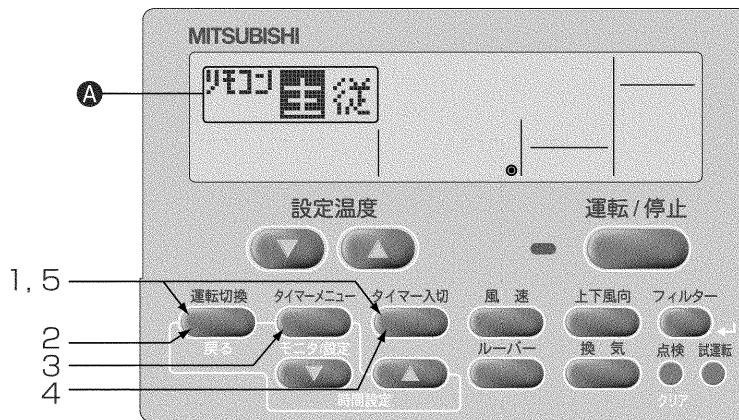 MITSUBISHI
A
リモコン 主 従
設定温度
運転/停止
1, 5
運転切換 タイマーメニュー タイマー入切 風 速 上下風向 フィルター
2
戻る モニタ/設定 ルーバー 換 気 点検 試運転
3
4
時間設定
クリア